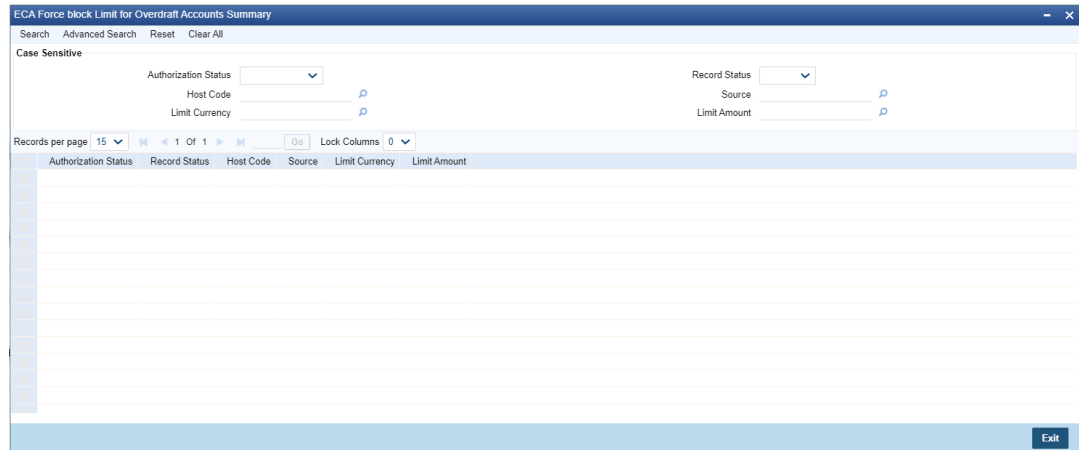 ECA Force block Limit for Overdraft Accounts Summary
Search Advanced Search Reset Clear All
Case Sensitive
Authorization Status Record Status
Host Code Source
Limit Currency Limit Amount
Records per page 15 1 Of 1 Go Lock Columns 0
Authorization Status Record Status Host Code Source Limit Currency Limit Amount
Exit